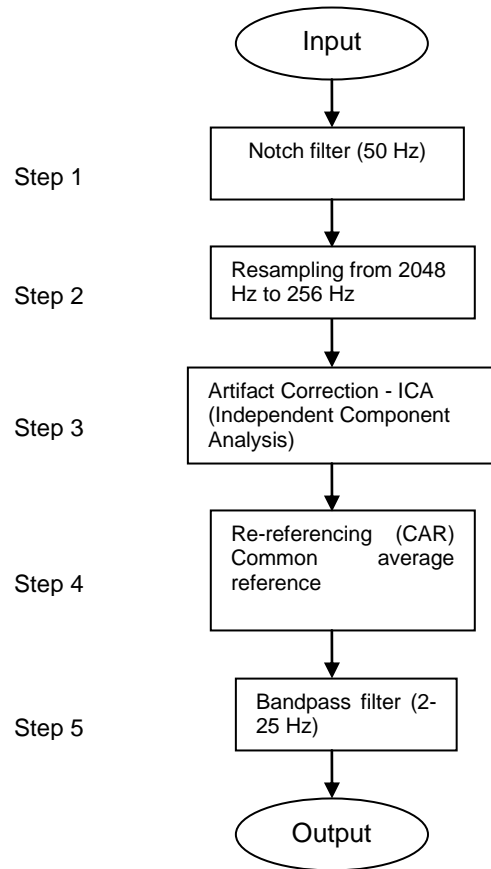 Input
Step 1
Notch filter (50 Hz)
Step 2
Resampling from 2048
Hz to 256 Hz
Step 3
Artifact Correction - ICA
(Independent Component
Analysis)
Step 4
Re-referencing (CAR)
Common average
reference
Step 5
Bandpass filter (2-
25 Hz)
Output